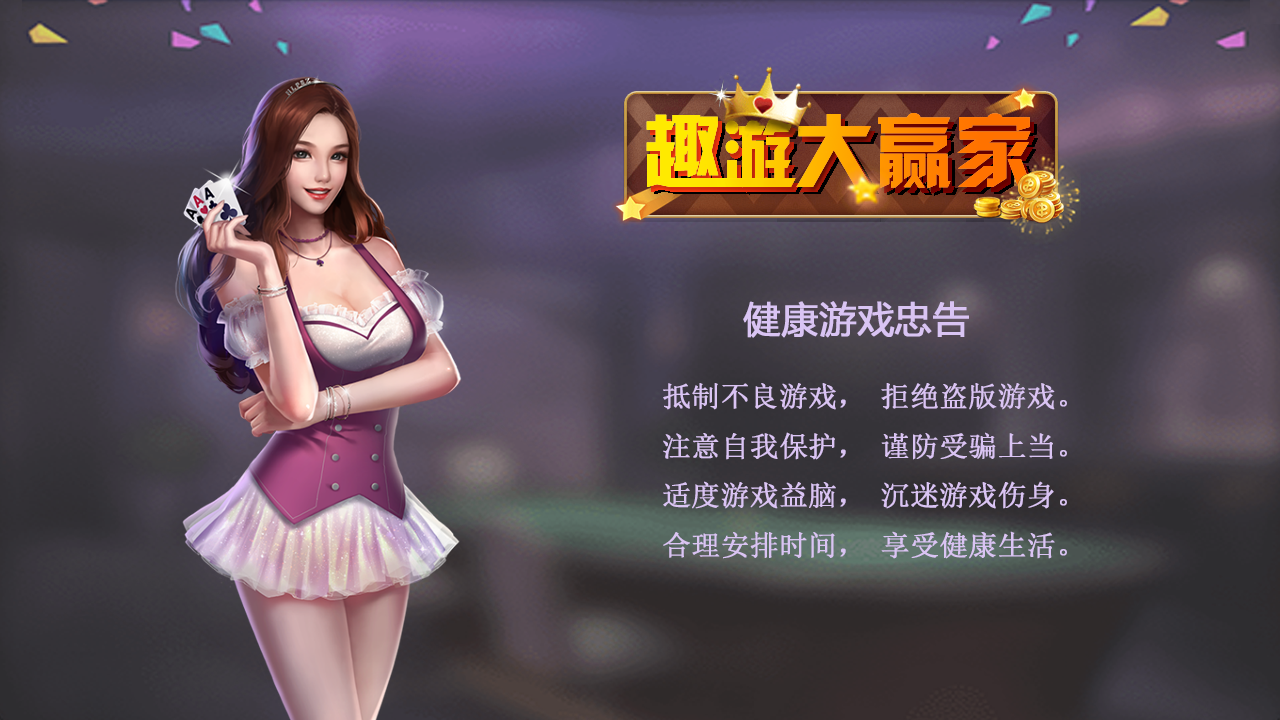 趣游大赢家
健康游戏忠告
抵制不良游戏， 拒绝盗版游戏。
注意自我保护， 谨防受骗上当。
适度游戏益脑， 沉迷游戏伤身。
合理安排时间， 享受健康生活。
A A A